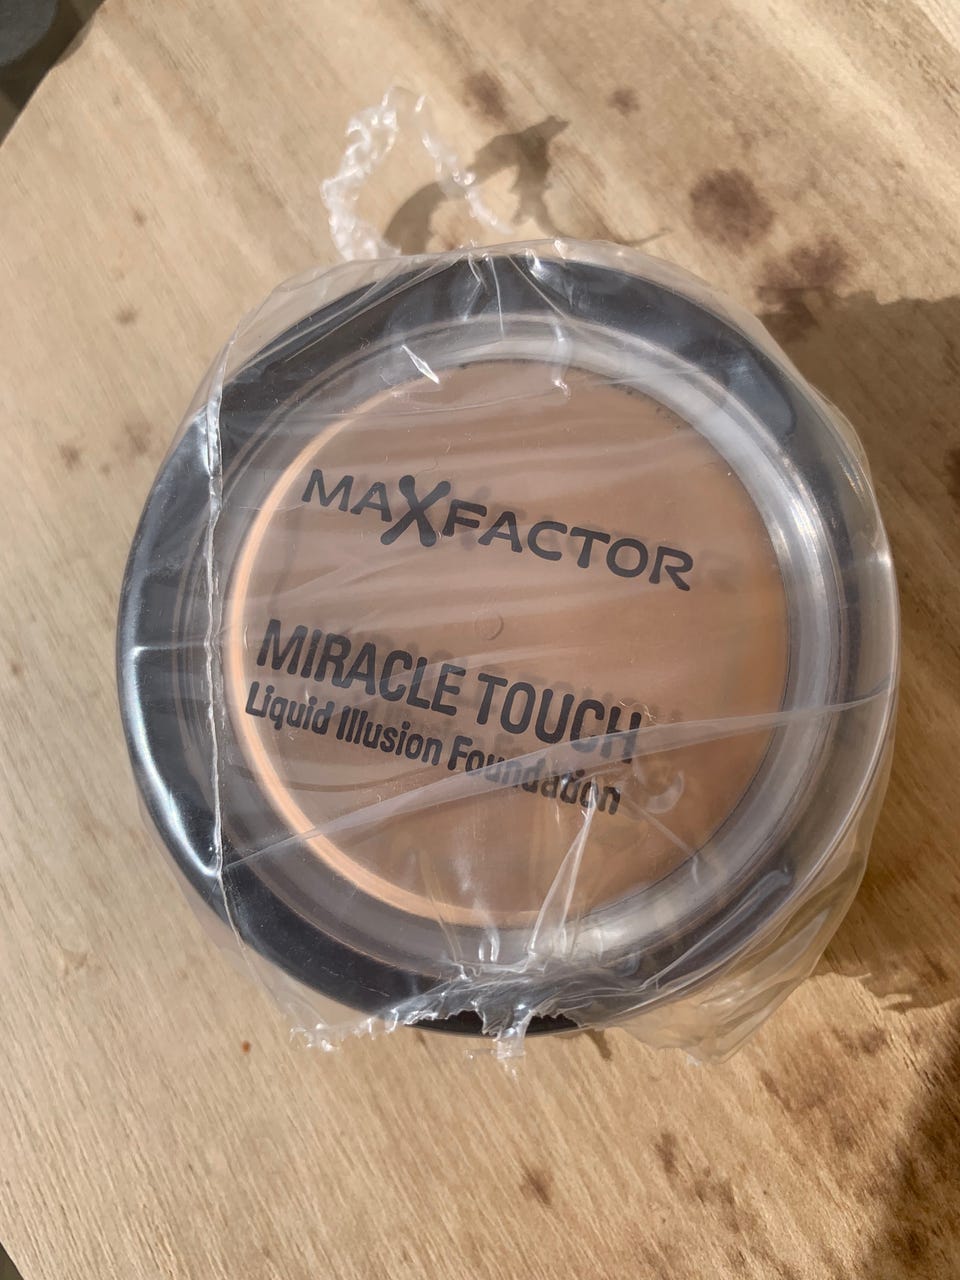 MAXFACTOR
MIRACLE TOUCH
Liquid Illusion Foundation